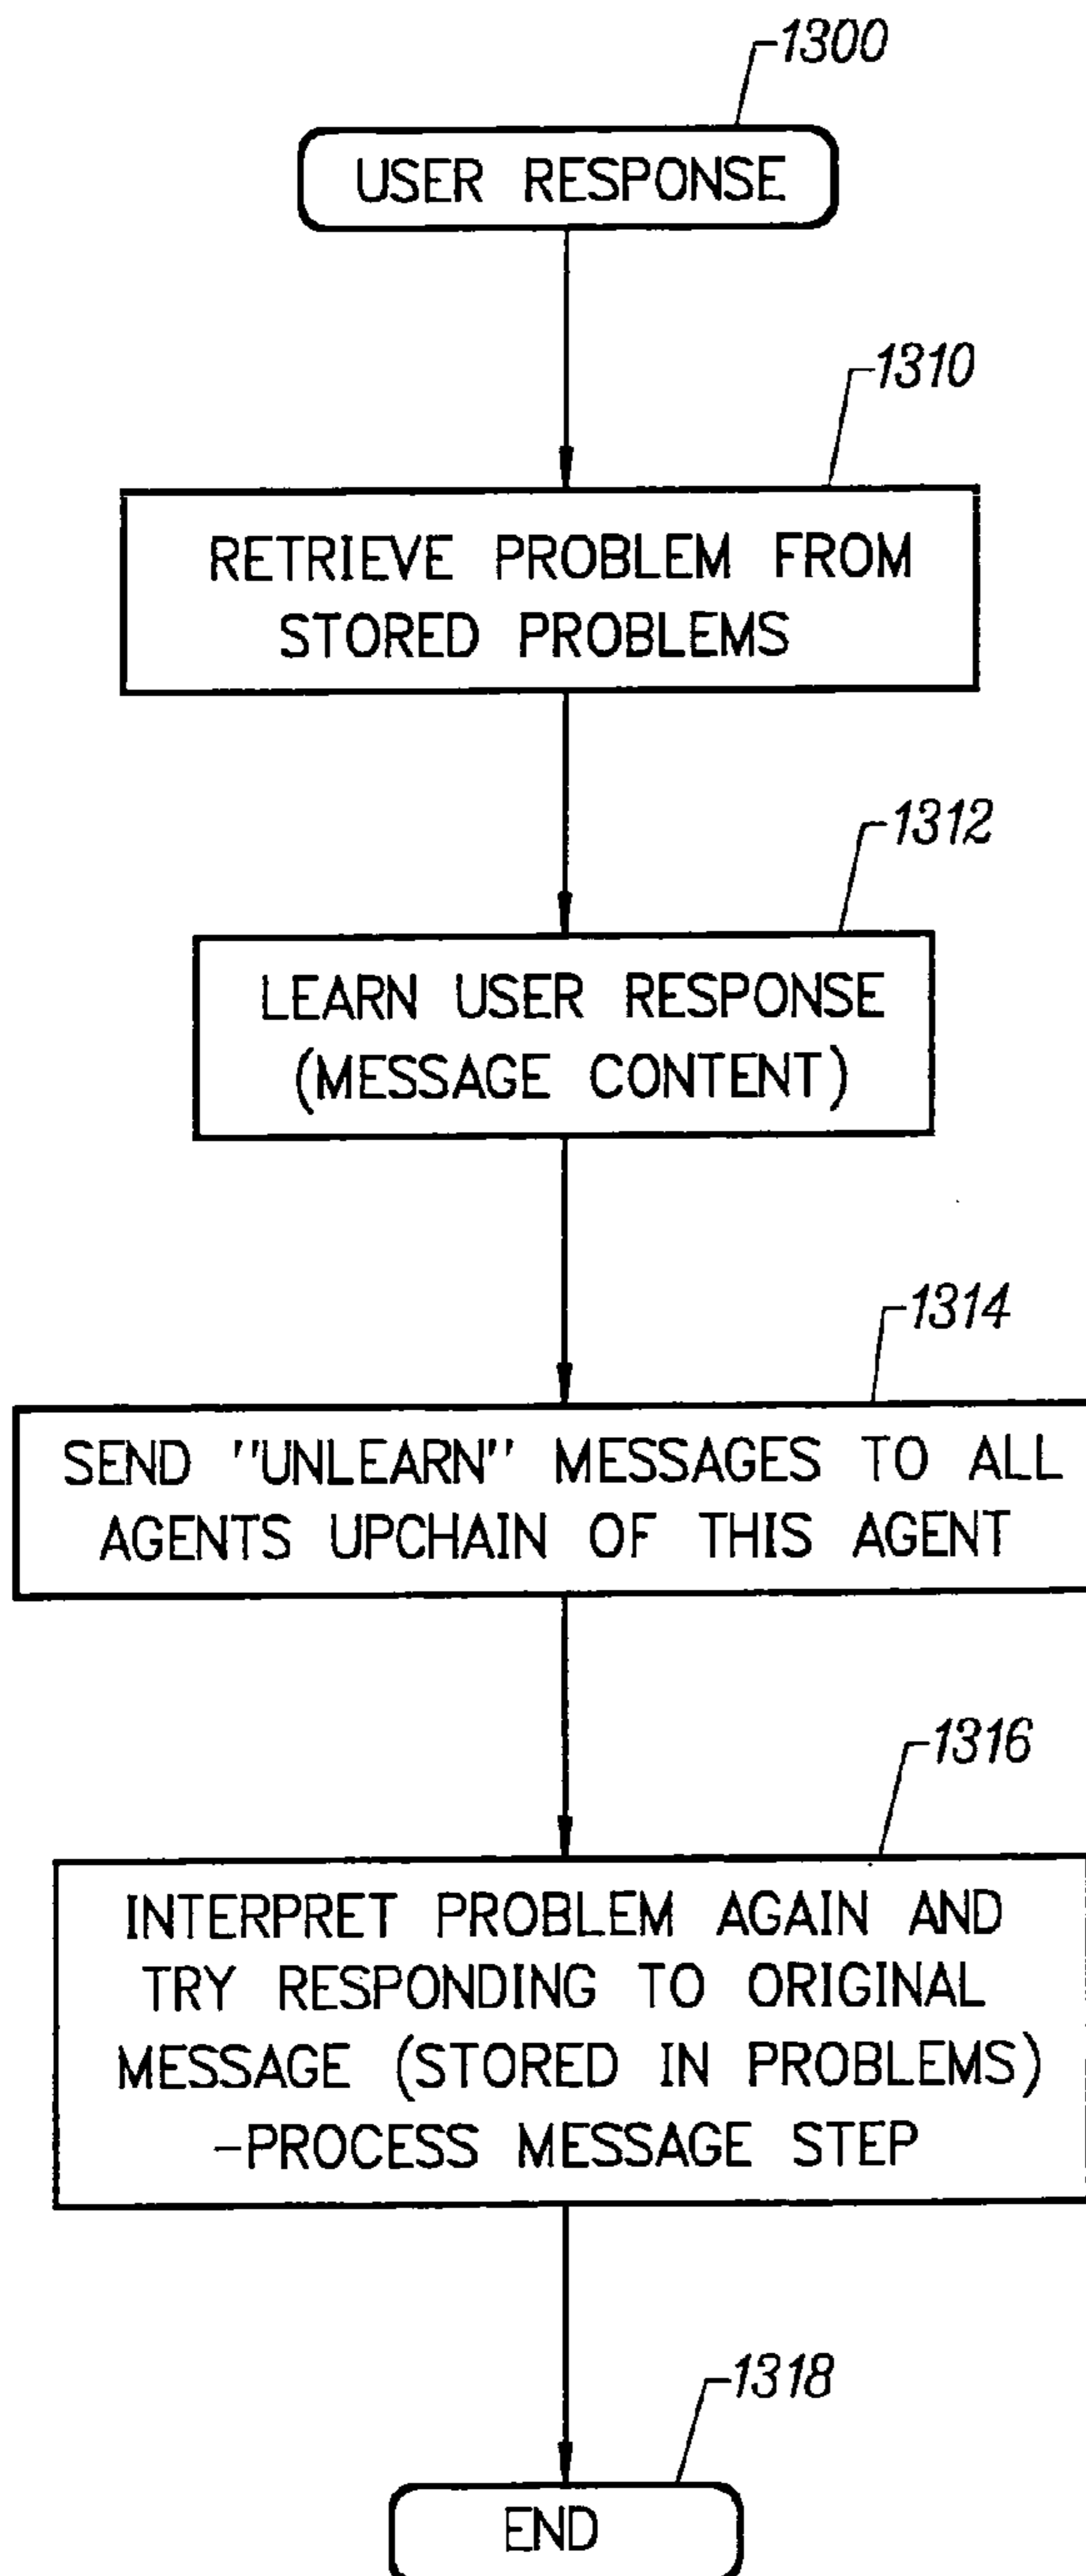 1300
USER RESPONSE
1310
RETRIEVE PROBLEM FROM
STORED PROBLEMS
1312
LEARN USER RESPONSE
(MESSAGE CONTENT)
1314
SEND "UNLEARN" MESSAGES TO ALL
AGENTS UPCHAIN OF THIS AGENT
1316
INTERPRET PROBLEM AGAIN AND
TRY RESPONDING TO ORIGINAL
MESSAGE (STORED IN PROBLEMS)
-PROCESS MESSAGE STEP
1318
END